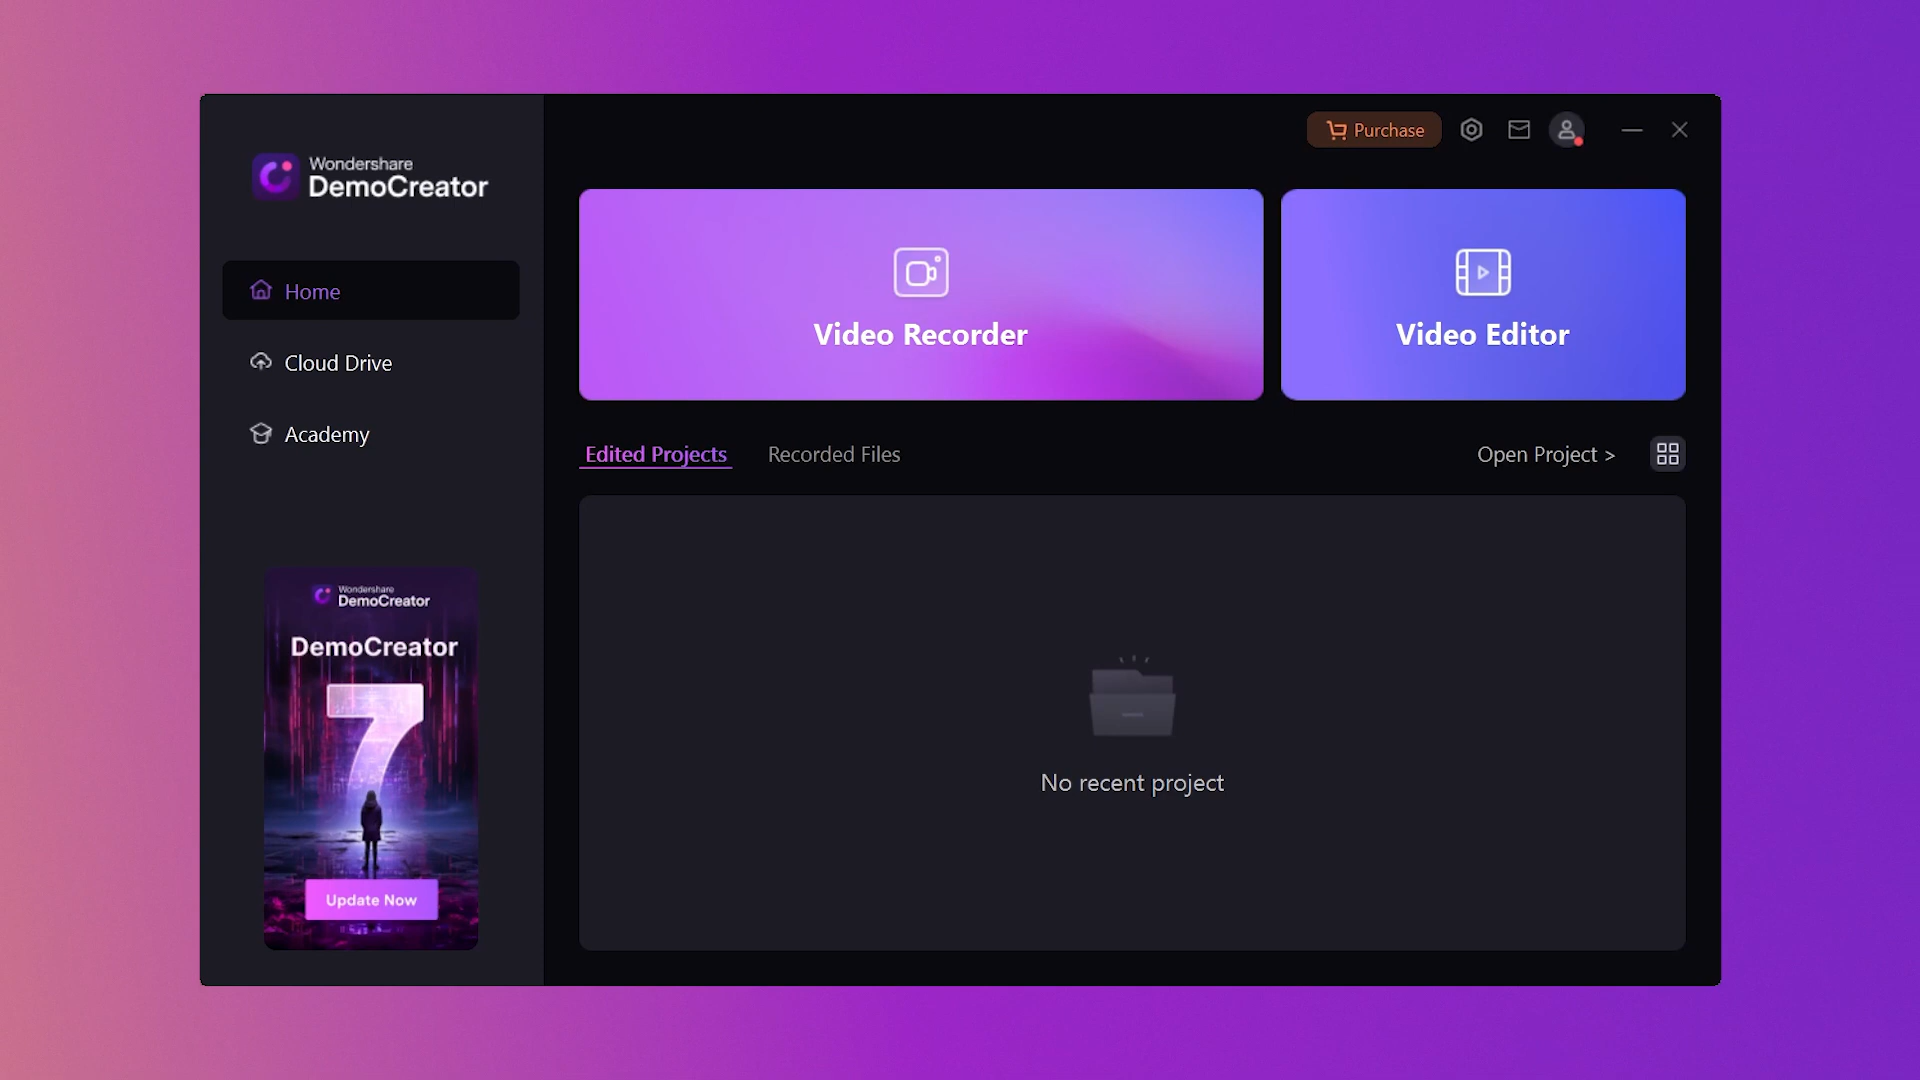 Wondershare
DemoCreator
Home
Cloud Drive
Academy
Wondershare
DemoCreator
DemoCreator
7
Update Now
Purchase
Video Recorder
Video Editor
Edited Projects
Recorded Files
Open Project >
No recent project